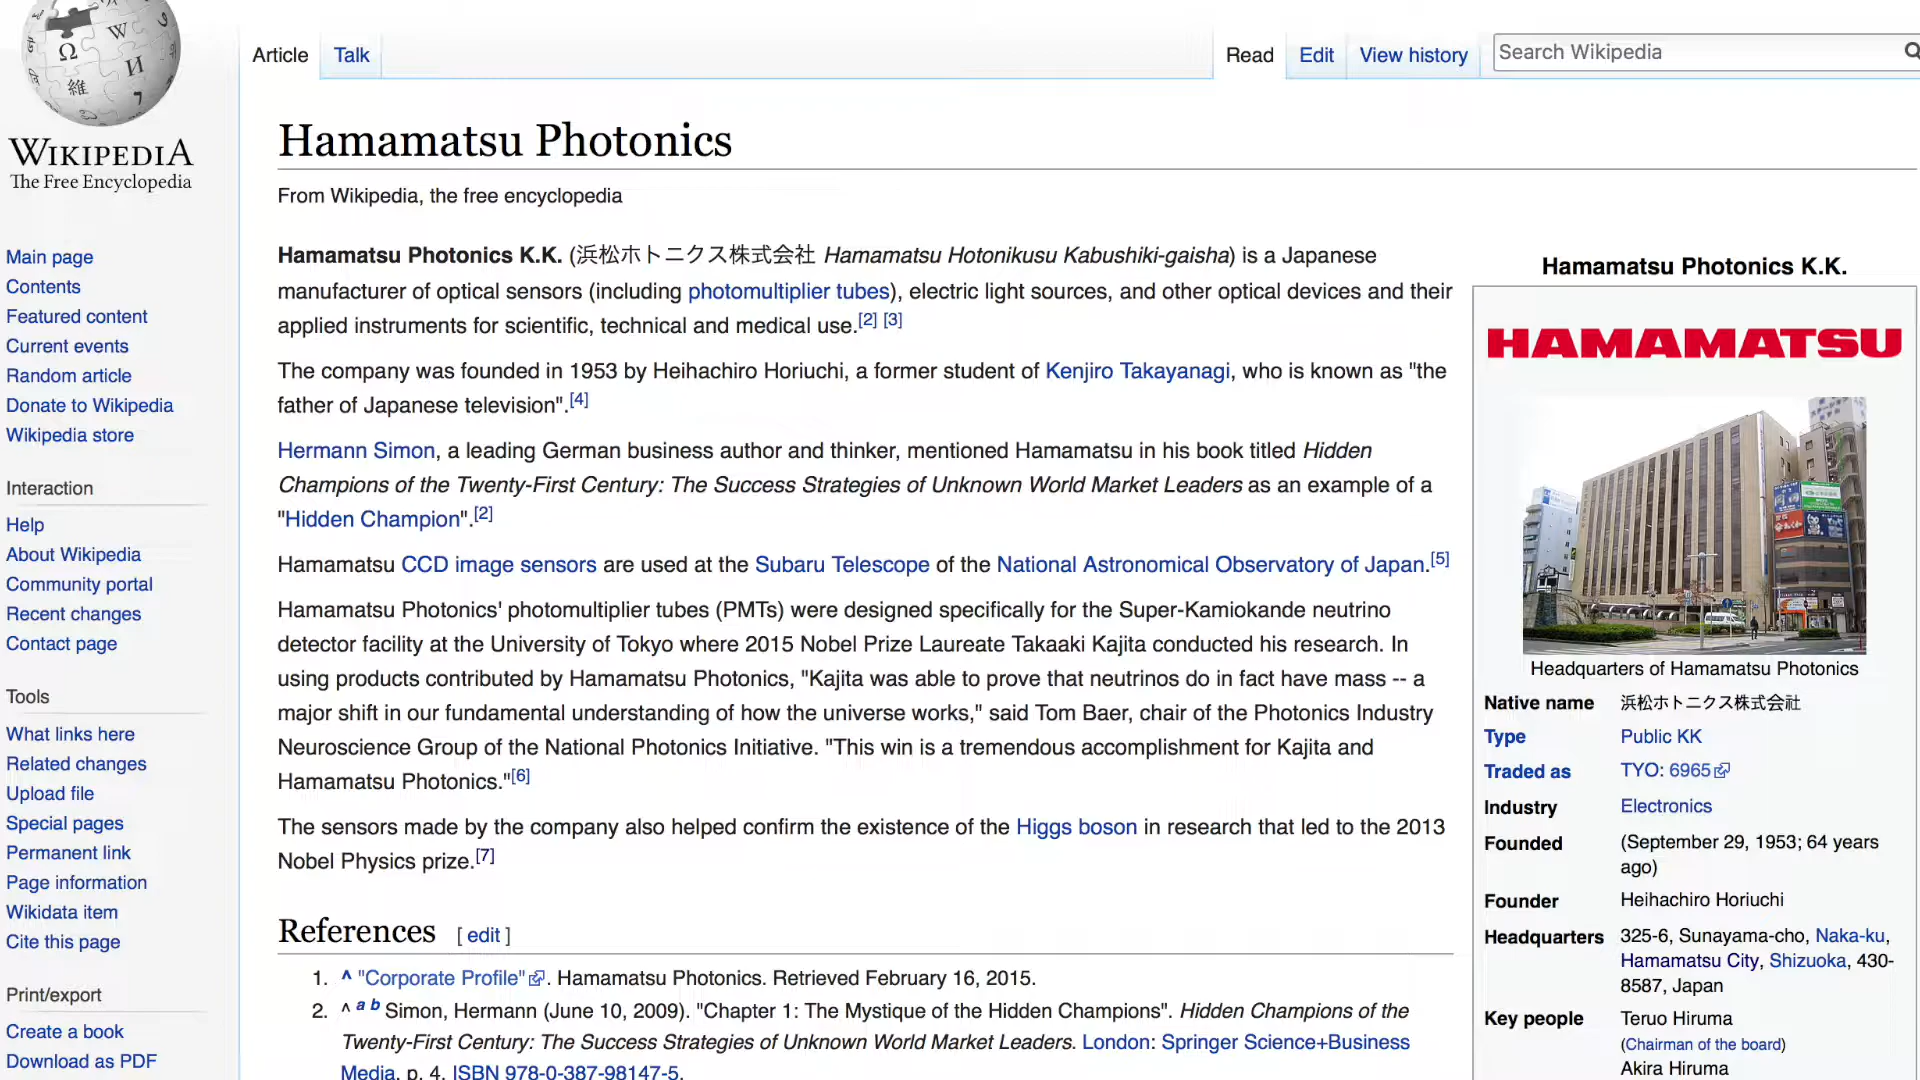 WIKIPEDIA
The Free Encyclopedia
Main page
Contents
Featured content
Current events
Random article
Donate to Wikipedia
Wikipedia store
Interaction
Help
About Wikipedia
Community portal
Recent changes
Contact page
Tools
What links here
Related changes
Upload file
Special pages
Permanent link
Page information
Wikidata item
Cite this page
Print/export
Create a book
Download as PDF
Article Talk Read Edit View history Search Wikipedia
Hamamatsu Photonics
From Wikipedia, the free encyclopedia
Hamamatsu Photonics K.K. (浜松ホトニクス株式会社 Hamamatsu Hotonikusu Kabushiki-gaisha) is a Japanese
manufacturer of optical sensors (including photomultiplier tubes), electric light sources, and other optical devices and their
applied instruments for scientific, technical and medical use.[2] [3]
The company was founded in 1953 by Heihachiro Horiuchi, a former student of Kenjiro Takayanagi, who is known as "the
father of Japanese television".[4]
Hermann Simon, a leading German business author and thinker, mentioned Hamamatsu in his book titled Hidden
Champions of the Twenty-First Century: The Success Strategies of Unknown World Market Leaders as an example of a
"Hidden Champion".[2]
Hamamatsu CCD image sensors are used at the Subaru Telescope of the National Astronomical Observatory of Japan.[5]
Hamamatsu Photonics' photomultiplier tubes (PMTs) were designed specifically for the Super-Kamiokande neutrino
detector facility at the University of Tokyo where 2015 Nobel Prize Laureate Takaaki Kajita conducted his research. In
using products contributed by Hamamatsu Photonics, "Kajita was able to prove that neutrinos do in fact have mass -- a
major shift in our fundamental understanding of how the universe works," said Tom Baer, chair of the Photonics Industry
Neuroscience Group of the National Photonics Initiative. "This win is a tremendous accomplishment for Kajita and
Hamamatsu Photonics."[6]
The sensors made by the company also helped confirm the existence of the Higgs boson in research that led to the 2013
Nobel Physics prize.[7]
References [ edit ]
1. ^ "Corporate Profile". Hamamatsu Photonics. Retrieved February 16, 2015.
2. ^ a b Simon, Hermann (June 10, 2009). "Chapter 1: The Mystique of the Hidden Champions". Hidden Champions of the
Twenty-First Century: The Success Strategies of Unknown World Market Leaders. London: Springer Science+Business
Media. p. 4. ISBN 978-0-387-98147-5.
Hamamatsu Photonics K.K.
HAMAMATSU
Headquarters of Hamamatsu Photonics
Native name 浜松ホトニクス株式会社
Type Public KK
Traded as TYO: 6965
Industry Electronics
Founded (September 29, 1953; 64 years
ago)
Founder Heihachiro Horiuchi
Headquarters 325-6, Sunayama-cho, Naka-ku,
Hamamatsu City, Shizuoka, 430-
8587, Japan
Key people Teruo Hiruma
(Chairman of the board)
Akira Hiruma